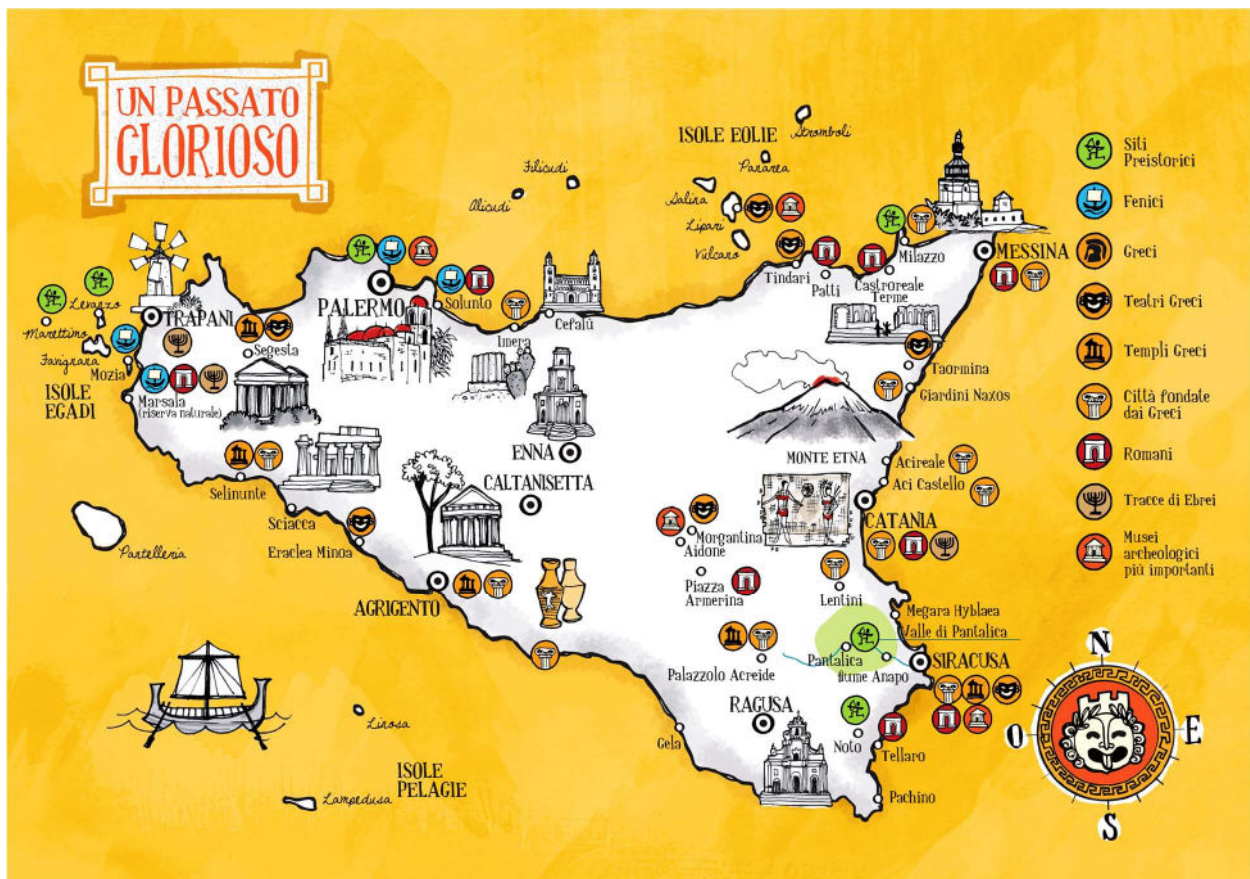 UN PASSATO
GLORIOSO
ISOLE EOLIE
Stromboli
Panarea
Filicudi
Alicudi
Salina
Lipari
Vulcano
Milazzo
MESSINA
Tindari
Patti
Castroreale
Terme
Levanzo
Marettimo
Favignana
TRAPANI
PALERMO
Solunto
Cefalù
Imera
Segesta
Mozia
ISOLE
EGADI
Marsala
(riserva naturale)
Taormina
Giardini Naxos
ENNA
MONTE ETNA
Acireale
Aci Castello
Selinunte
CALTANISETTA
Sciacca
Eraclea Minoa
CATANIA
Morgantina
Aidone
Pantelleria
Piazza
Armerina
Lentini
AGRIGENTO
Megara Hyblaea
Valle di Pantalica
Pantalica
fiume Anapo
SIRACUSA
Palazzolo Acreide
RAGUSA
Noto
Tellaro
Gela
Linosa
ISOLE
PELAGIE
Lampedusa
Pachino
Siti
Preistorici
Fenici
Greci
Teatri Greci
Templi Greci
Città fondate
dai Greci
Romani
Tracce di Ebrei
Musei
archeologici
più importanti
N
O
E
S